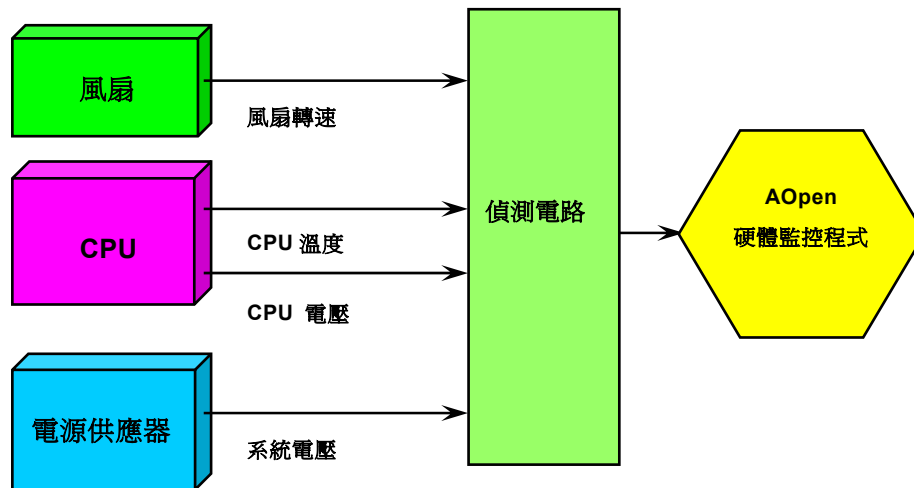 風扇
風扇轉速
CPU
CPU 溫度
CPU 電壓
電源供應器
系統電壓
偵測電路
AOpen
硬體監控程式